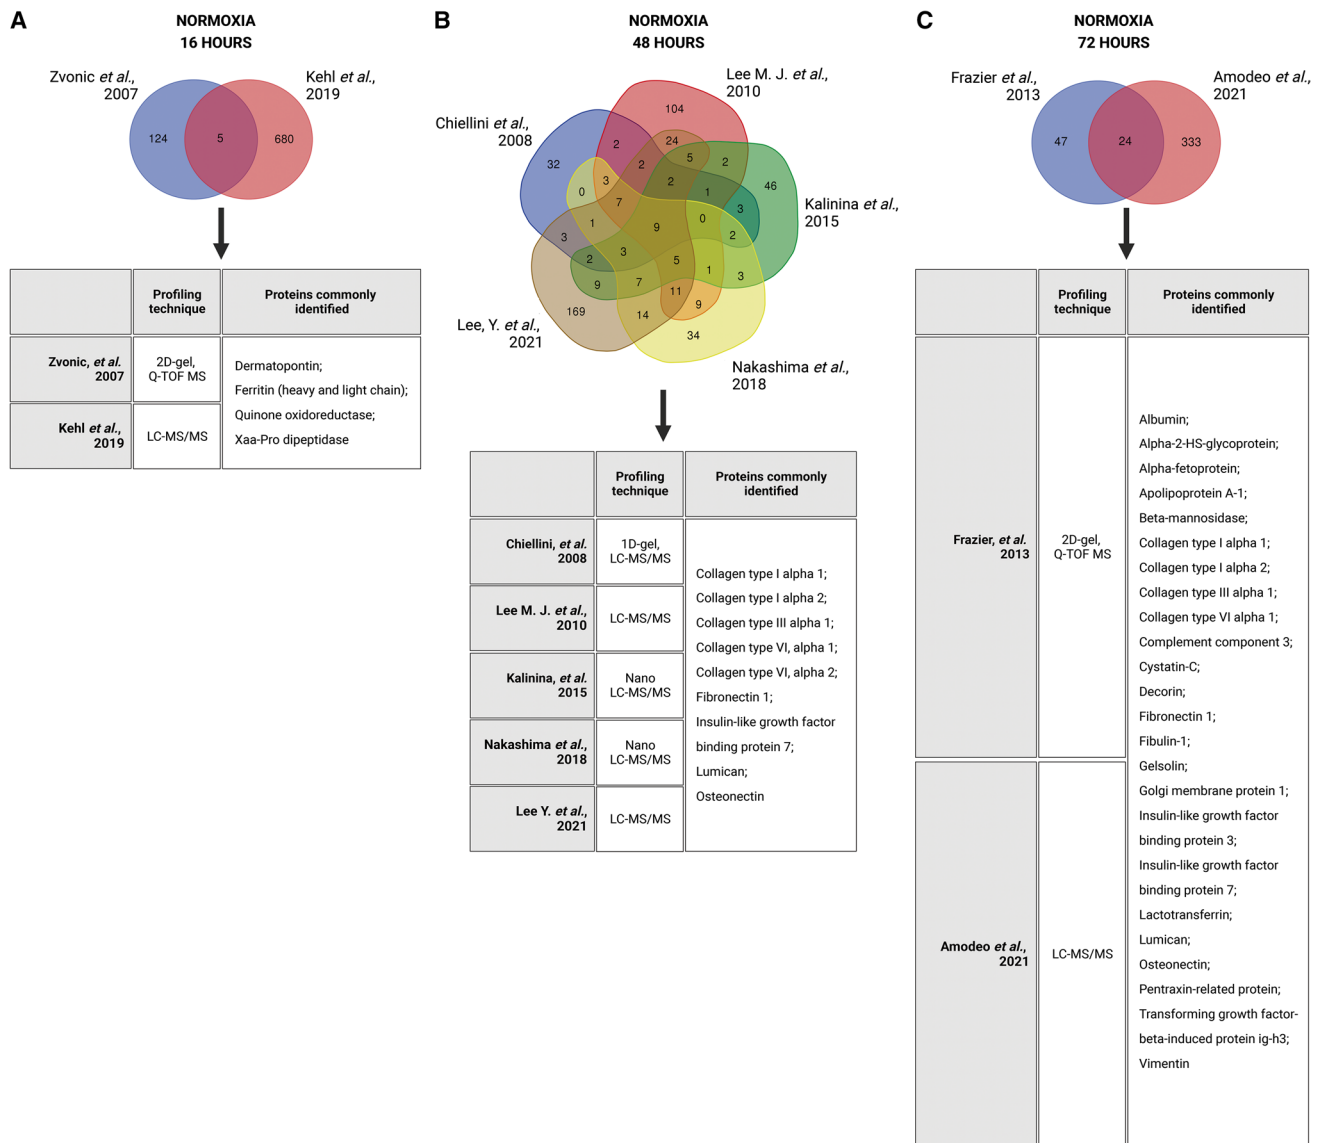 A
NORMOXIA
16 HOURS
Zvonic et al.,
2007
Kehl et al.,
2019
124
5
680
Profiling
technique
Proteins commonly
identified
Zvonic, et al.
2007
2D-gel,
Q-TOF MS
Kehl et al.,
2019
LC-MS/MS
Dermatopontin;
Ferritin (heavy and light chain);
Quinone oxidoreductase;
Xaa-Pro dipeptidase
B
NORMOXIA
48 HOURS
Lee M. J. et al.,
2010
Chiellini et al.,
2008
Kalinina et al.,
2015
Lee, Y. et al.,
2021
Nakashima et al.,
2018
104
2
24
5
2
32
2
46
3
2
1
0
7
3
1
9
0
2
3
3
2
5
1
3
9
7
11
9
169
14
34
Profiling
technique
Proteins commonly
identified
Chiellini, et al.
2008
1D-gel,
LC-MS/MS
Lee M. J. et al.,
2010
LC-MS/MS
Kalinina, et al.
2015
Nano
LC-MS/MS
Nakashima et al.,
2018
Nano
LC-MS/MS
Lee Y. et al.,
2021
LC-MS/MS
Collagen type I alpha 1;
Collagen type I alpha 2;
Collagen type III alpha 1;
Collagen type VI, alpha 1;
Collagen type VI, alpha 2;
Fibronectin 1;
Insulin-like growth factor
binding protein 7;
Lumican;
Osteonectin
C
NORMOXIA
72 HOURS
Frazier et al.,
2013
Amodeo et al.,
2021
47
24
333
Profiling
technique
Proteins commonly
identified
Frazier, et al.
2013
2D-gel,
Q-TOF MS
Amodeo et al.,
2021
LC-MS/MS
Albumin;
Alpha-2-HS-glycoprotein;
Alpha-fetoprotein;
Apolipoprotein A-1;
Beta-mannosidase;
Collagen type I alpha 1;
Collagen type I alpha 2;
Collagen type III alpha 1;
Collagen type VI alpha 1;
Complement component 3;
Cystatin-C;
Decorin;
Fibronectin 1;
Fibulin-1;
Gelsolin;
Golgi membrane protein 1;
Insulin-like growth factor
binding protein 3;
Insulin-like growth factor
binding protein 7;
Lactotransferrin;
Lumican;
Osteonectin;
Pentraxin-related protein;
Transforming growth factor-
beta-induced protein ig-h3;
Vimentin